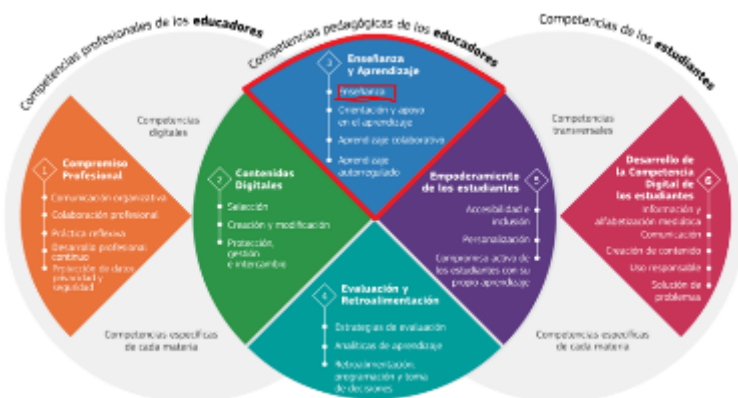 Competencias profesionales de los educadores
Competencias pedagógicas de los educadores
Competencias de los estudiantes
Competencias
digitales
1
Compromiso
Profesional
Comunicación organizativa
Colaboración profesional
Práctica reflexiva
Desarrollo profesional
continuo
Protección de datos,
privacidad y
seguridad
2
Contenidos
Digitales
Selección
Creación y modificación
Protección,
gestión
e intercambio
3
Enseñanza
y Aprendizaje
Enseñanza
Orientación y apoyo
en el aprendizaje
Aprendizaje colaborativo
Aprendizaje
autorregulado
4
Evaluación y
Retroalimentación
Estrategias de evaluación
Analíticas de aprendizaje
Retroalimentación,
programación y toma
de decisiones
Empoderamiento
de los estudiantes
5
Accesibilidad e
inclusión
Personalización
Compromiso activo de
los estudiantes con su
propio aprendizaje
Competencias
transversales
Desarrollo de
la Competencia
Digital de
los estudiantes
6
Información y
alfabetización mediática
Comunicación
Creación de contenido
Uso responsable
Solución de
problemas
Competencias específicas
de cada materia
Competencias específicas
de cada materia